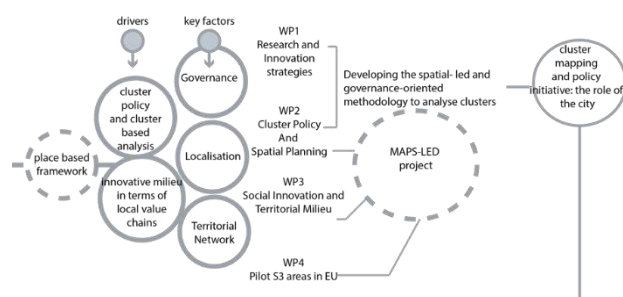 drivers
key factors
cluster policy
and cluster
based
analysis
innovative milieu
in terms of
local value
chains
place based
framework
Governance
Localisation
Territorial
Network
WP1
Research and
Innovation
strategies
WP2
Cluster Policy
And
Spatial Planning
WP3
Social Innovation and
Territorial Milieu
WP4
Pilot S3 areas in EU
Developing the spatial- led and
governance-oriented
methodology to analyse clusters
MAPS-LED
project
cluster
mapping
and policy
initiative: the role of
the city